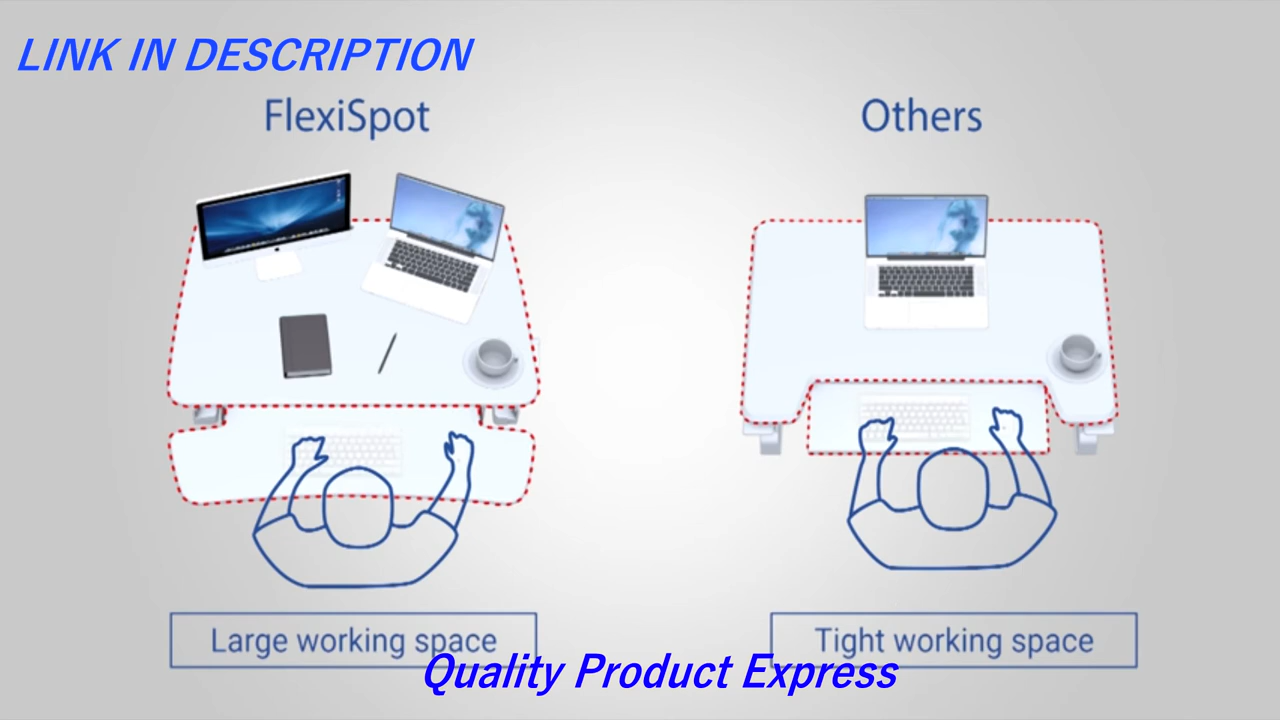 LINK IN DESCRIPTION
FlexiSpot
Others
Large working space
Tight working space
Quality Product Express